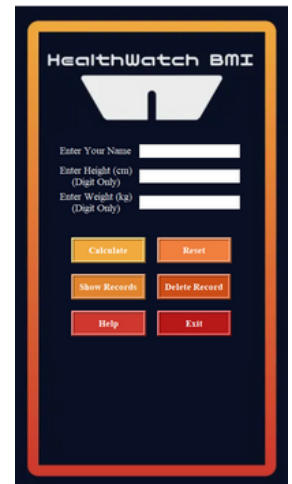 HealthWatch BMI
Enter Your Name
Enter Height (cm)
(Digit Only)
Enter Weight (kg)
(Digit Only)
Calculate Reset
Show Records Delete Record
Help Exit